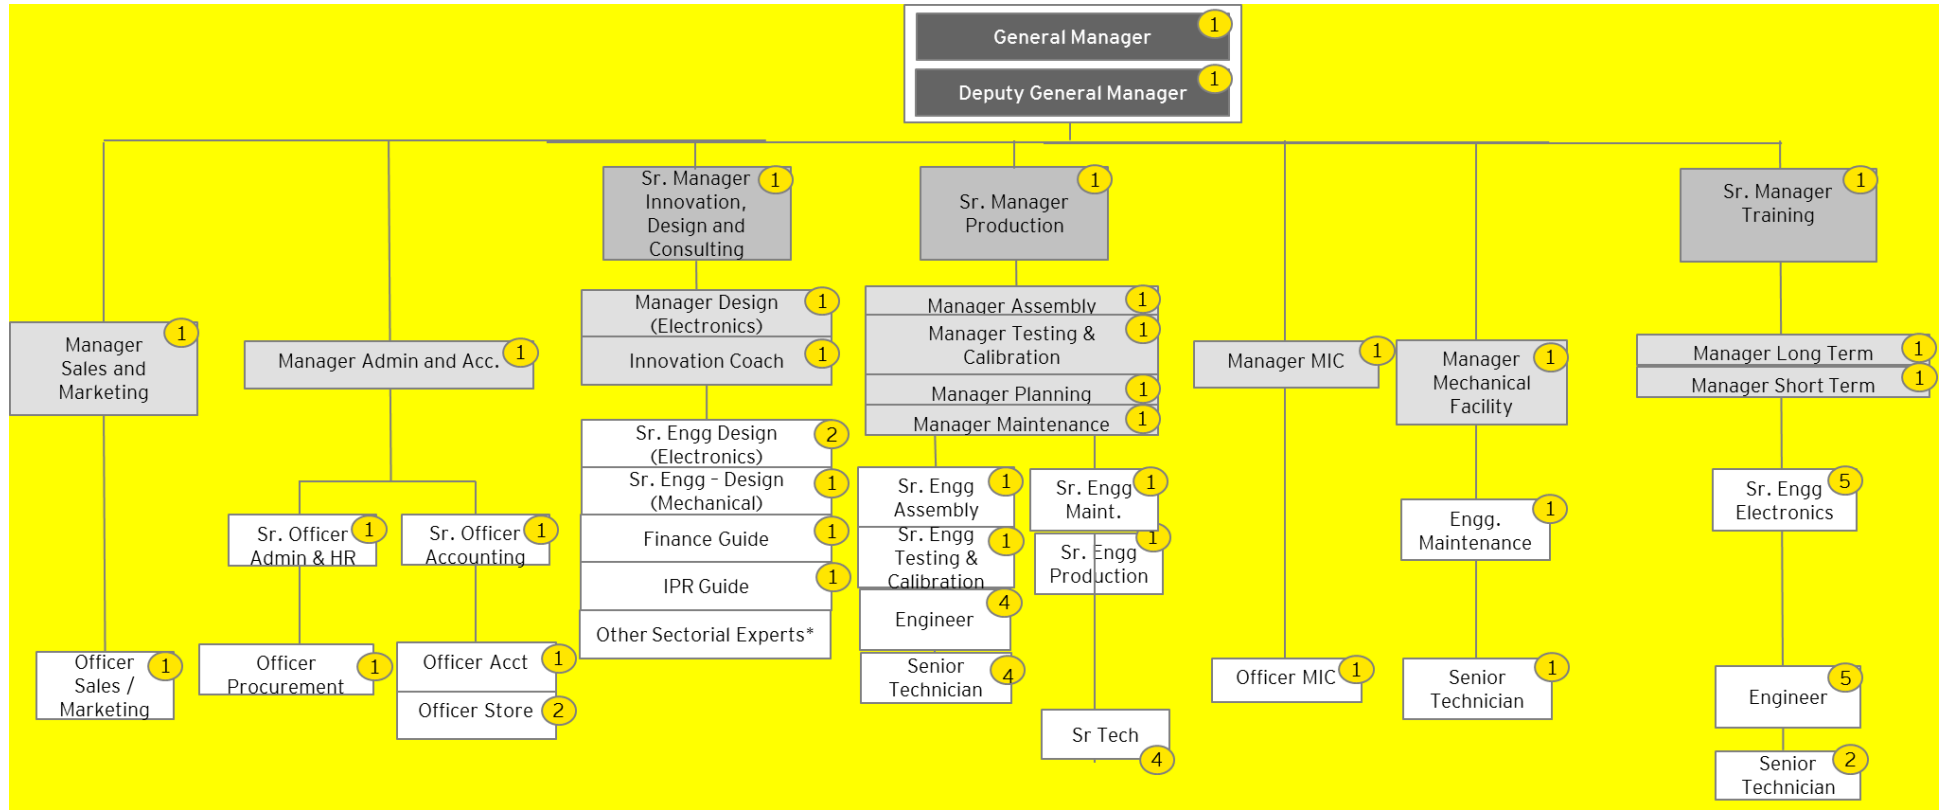 General Manager
1
Deputy General Manager
1
Manager
Sales and
Marketing
1
Officer
Sales /
Marketing
1
Manager Admin and Acc.
1
Sr. Officer
Admin & HR
1
Sr. Officer
Accounting
1
Officer
Procurement
1
Officer Acct
1
Officer Store
2
Sr. Manager
Innovation,
Design and
Consulting
1
Manager Design
(Electronics)
1
Innovation Coach
1
Sr. Engg Design
(Electronics)
2
Sr. Engg – Design
(Mechanical)
1
Finance Guide
1
IPR Guide
1
Other Sectorial Experts*
Sr. Manager
Production
1
Manager Assembly
1
Manager Testing &
Calibration
1
Manager Planning
1
Manager Maintenance
1
Sr. Engg
Assembly
1
Sr. Engg
Testing &
Calibration
1
Engineer
4
Senior
Technician
4
Sr. Engg
Maint.
1
Sr. Engg
Production
1
Sr Tech
4
Manager MIC
1
Officer MIC
1
Manager
Mechanical
Facility
1
Engg.
Maintenance
1
Senior
Technician
1
Sr. Manager
Training
1
Manager Long Term
1
Manager Short Term
1
Sr. Engg
Electronics
5
Engineer
5
Senior
Technician
2